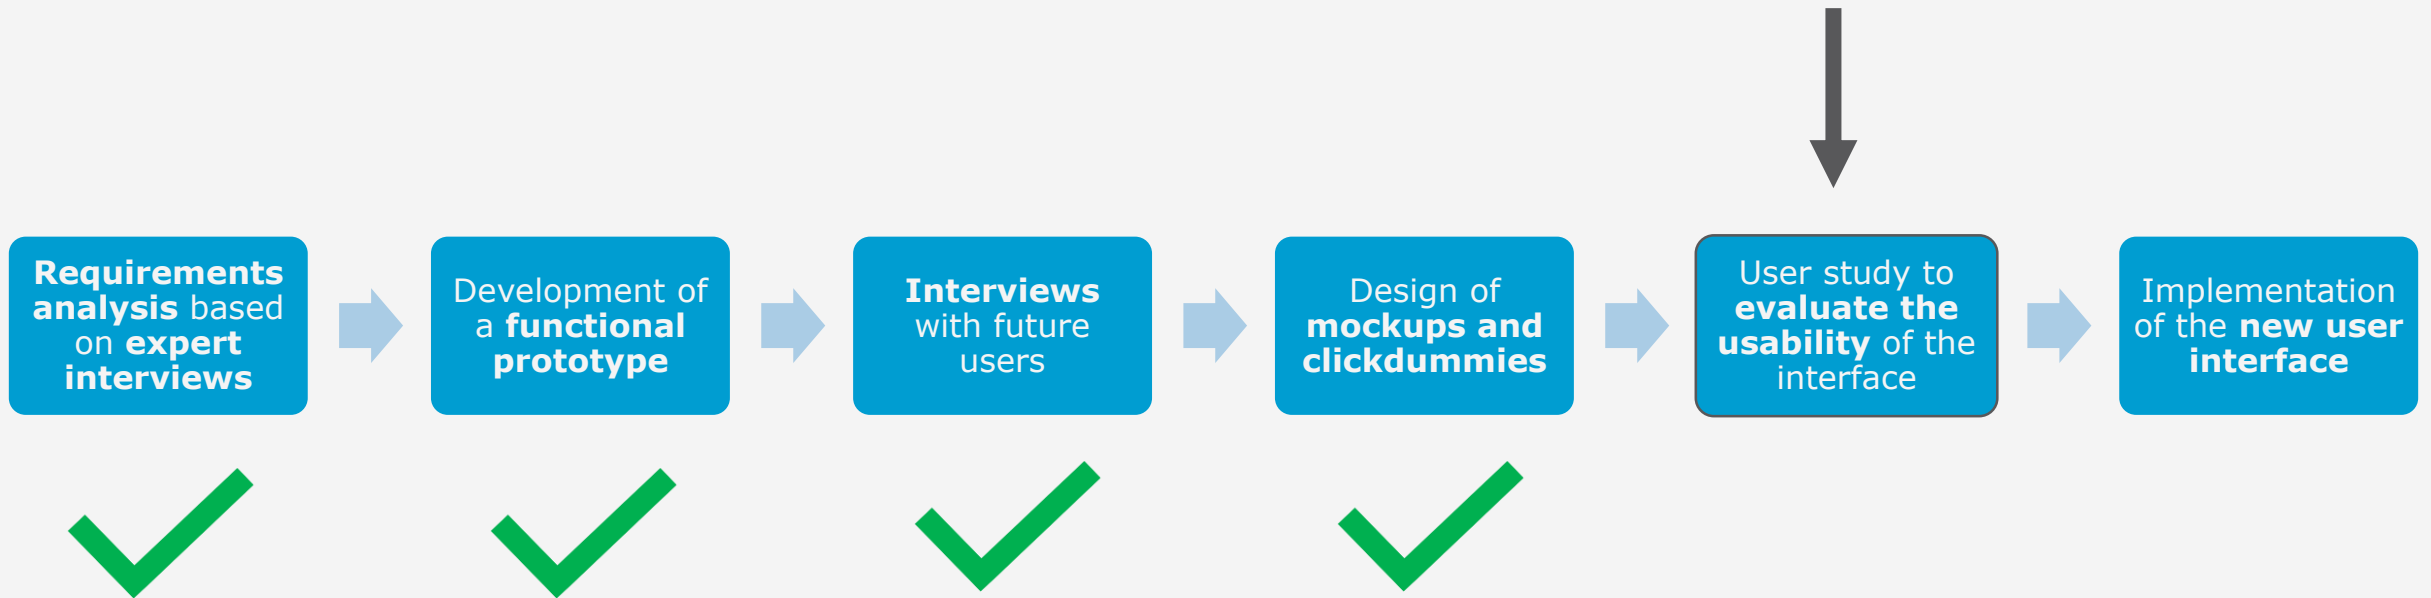 Requirements
analysis based
on expert
interviews
Development of
a functional
prototype
Interviews
with future
users
Design of
mockups and
clickdummies
User study to
evaluate the
usability of the
interface
Implementation
of the new user
interface